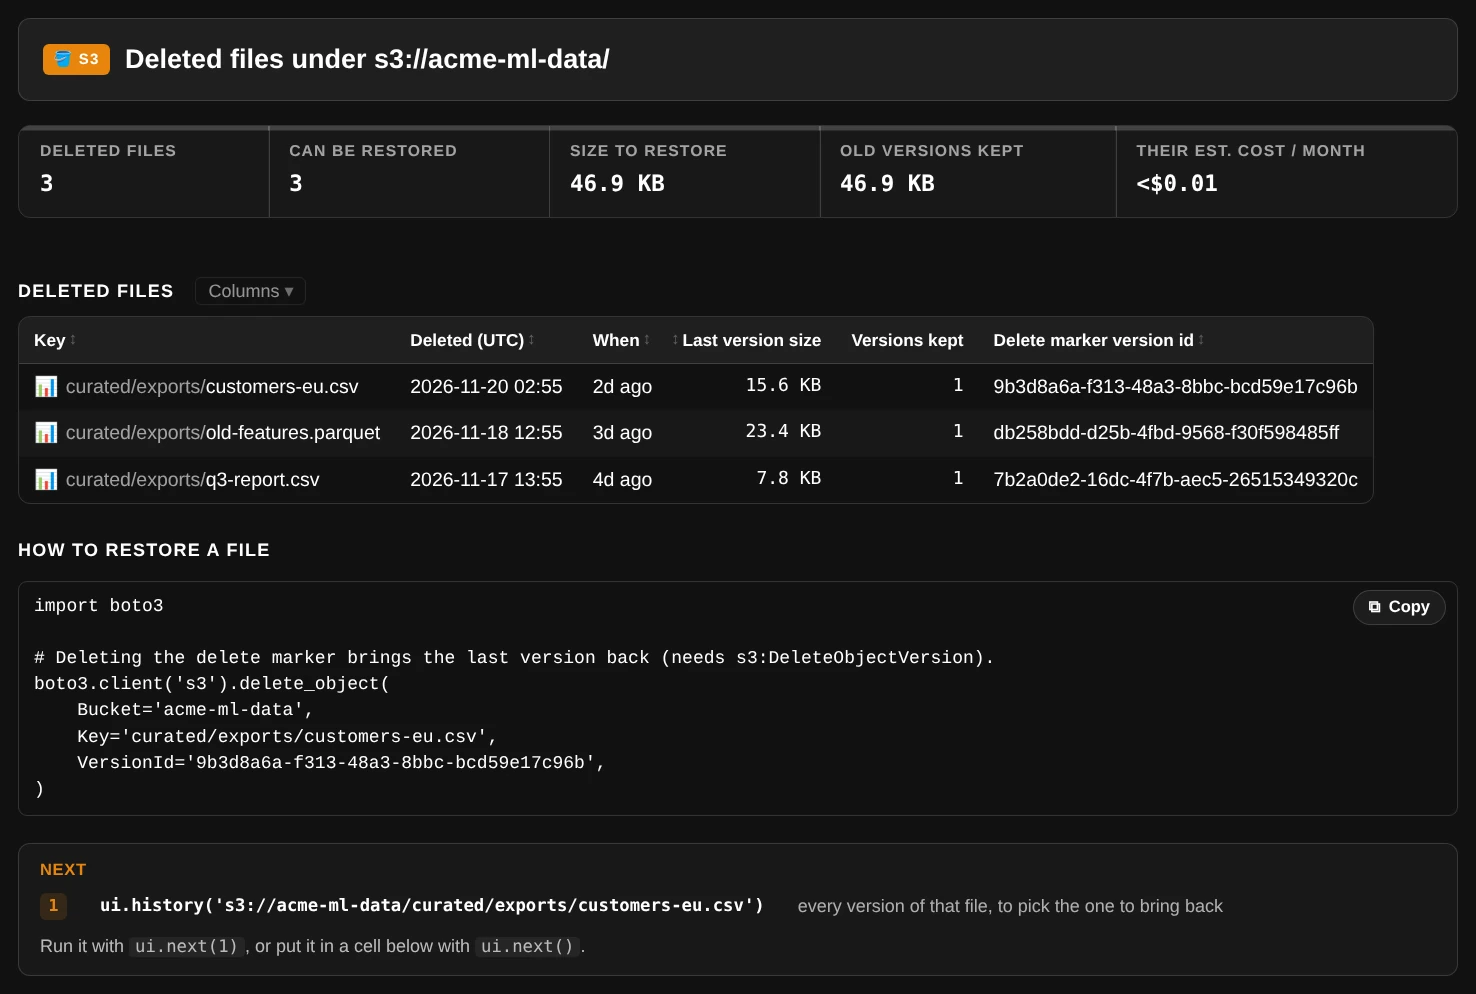 S3 Deleted files under s3://acme-ml-data/
DELETED FILES
3
CAN BE RESTORED
3
SIZE TO RESTORE
46.9 KB
OLD VERSIONS KEPT
46.9 KB
THEIR EST. COST / MONTH
<$0.01
DELETED FILES Columns ▾
Key↕ Deleted (UTC)↕ When↕ ↕Last version size Versions kept Delete marker version id↕
curated/exports/customers-eu.csv 2026-11-20 02:55 2d ago 15.6 KB 1 9b3d8a6a-f313-48a3-8bbc-bcd59e17c96b
curated/exports/old-features.parquet 2026-11-18 12:55 3d ago 23.4 KB 1 db258bdd-d25b-4fbd-9568-f30f598485ff
curated/exports/q3-report.csv 2026-11-17 13:55 4d ago 7.8 KB 1 7b2a0de2-16dc-4f7b-aec5-26515349320c
HOW TO RESTORE A FILE
Copy
import boto3
# Deleting the delete marker brings the last version back (needs s3:DeleteObjectVersion).
boto3.client('s3').delete_object(
    Bucket='acme-ml-data',
    Key='curated/exports/customers-eu.csv',
    VersionId='9b3d8a6a-f313-48a3-8bbc-bcd59e17c96b',
)
NEXT
1 ui.history('s3://acme-ml-data/curated/exports/customers-eu.csv') every version of that file, to pick the one to bring back
Run it with ui.next(1), or put it in a cell below with ui.next().